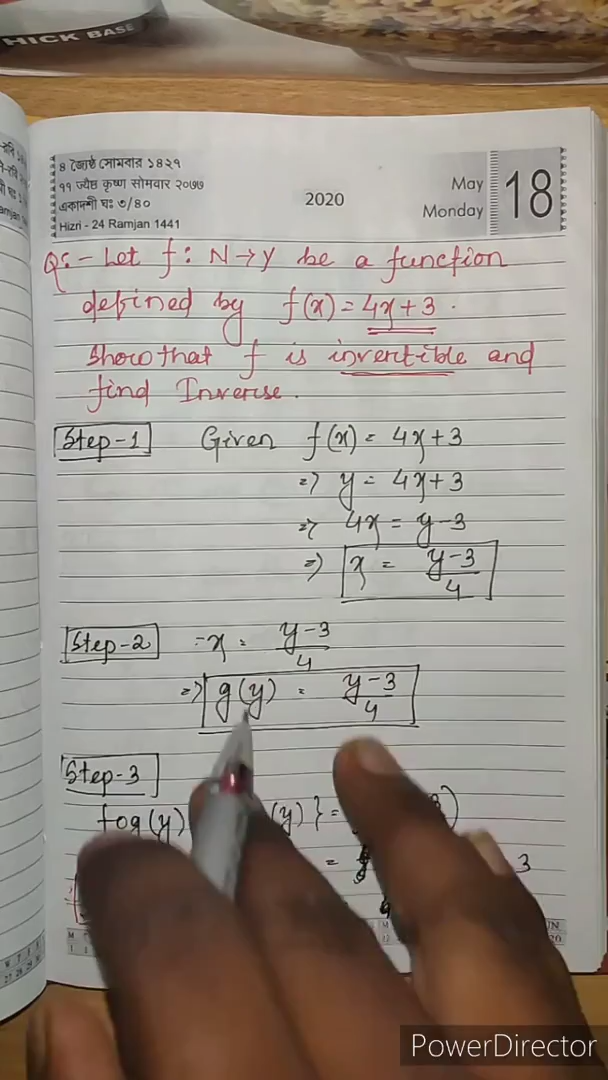 HICK BASE
৪ জ্যৈষ্ঠ সোমবার ১৪২৭
১১ জ্যৈষ্ঠ কৃষ্ণ সোমবার ২০৭৭
একাদশী ঘঃ ৩/৪০
Hizri - 24 Ramjan 1441
2020
May
Monday
18
Q:- Let f : N → Y be a function
defined by f(x) = 4x+3 .
show that f is invertible and
find Inverse.
Step-1 Given f(x) = 4x+3
=> y = 4x+3
=> 4x = y-3
=> x = y-3/4
Step-2 -x = y-3/4
=> g(y) = y-3/4
Step-3
fog(y) (y) } =
= 3
PowerDirector